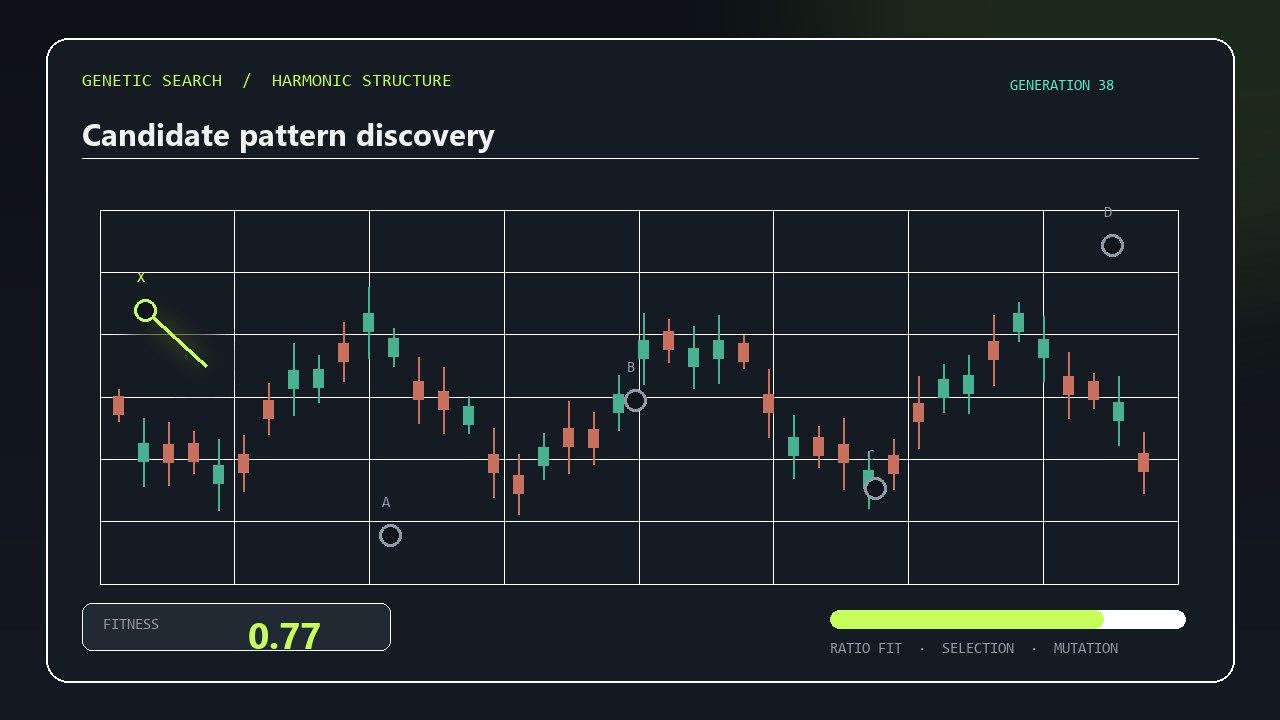 GENETIC SEARCH / HARMONIC STRUCTURE
GENERATION 38
Candidate pattern discovery
D
X
B
C
A
FITNESS
0.77
RATIO FIT · SELECTION · MUTATION